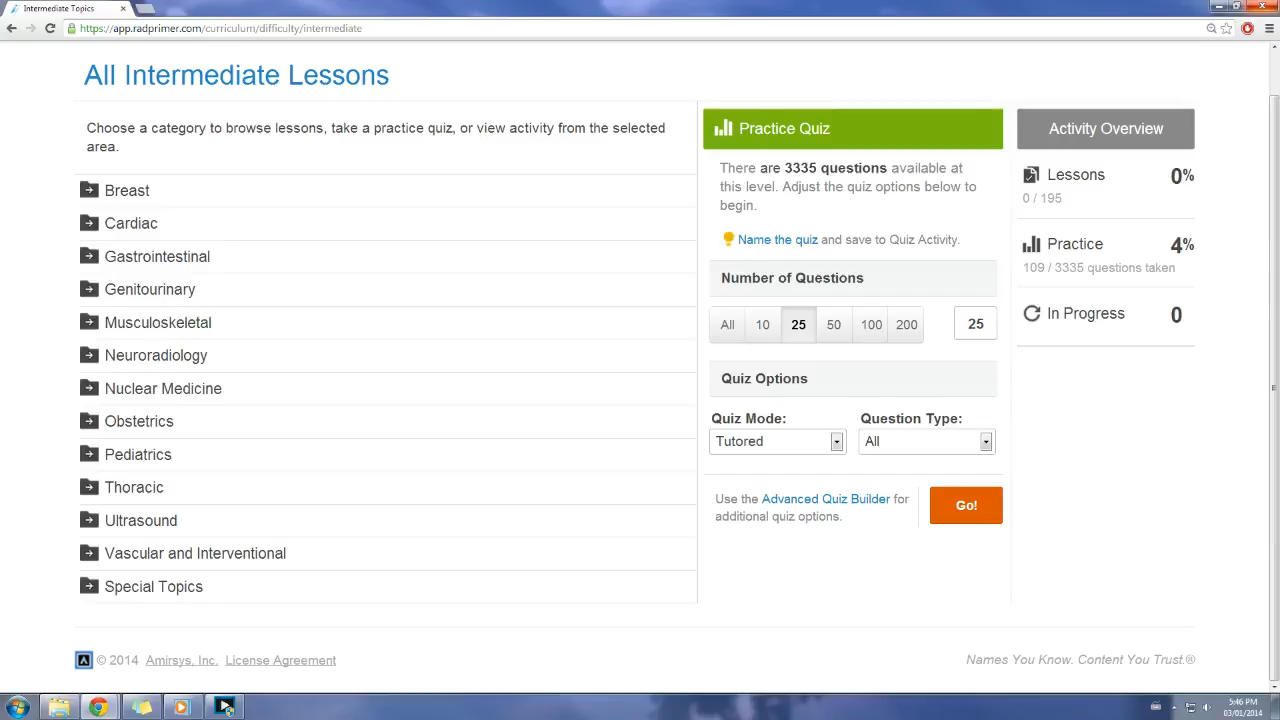 Intermediate Topics
https://app.radprimer.com/curriculum/difficulty/intermediate
All Intermediate Lessons
Choose a category to browse lessons, take a practice quiz, or view activity from the selected
area.
Breast
Cardiac
Gastrointestinal
Genitourinary
Musculoskeletal
Neuroradiology
Nuclear Medicine
Obstetrics
Pediatrics
Thoracic
Ultrasound
Vascular and Interventional
Special Topics
Practice Quiz
There are 3335 questions available at
this level. Adjust the quiz options below to
begin.
Name the quiz and save to Quiz Activity.
Number of Questions
All 10 25 50 100 200 25
Quiz Options
Quiz Mode: Question Type:
Tutored All
Use the Advanced Quiz Builder for
additional quiz options.
Go!
Activity Overview
Lessons 0%
0 / 195
Practice 4%
109 / 3335 questions taken
In Progress 0
© 2014 Amirsys, Inc. License Agreement
Names You Know. Content You Trust.®
5:46 PM
03/01/2014